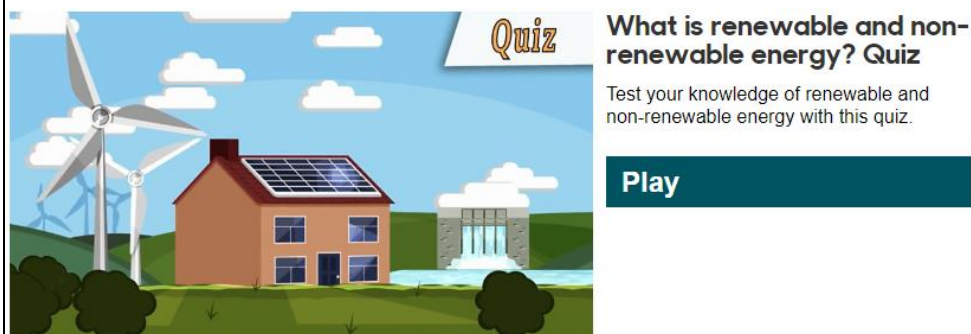 Quiz
What is renewable and non-
renewable energy? Quiz
Test your knowledge of renewable and
non-renewable energy with this quiz.
Play